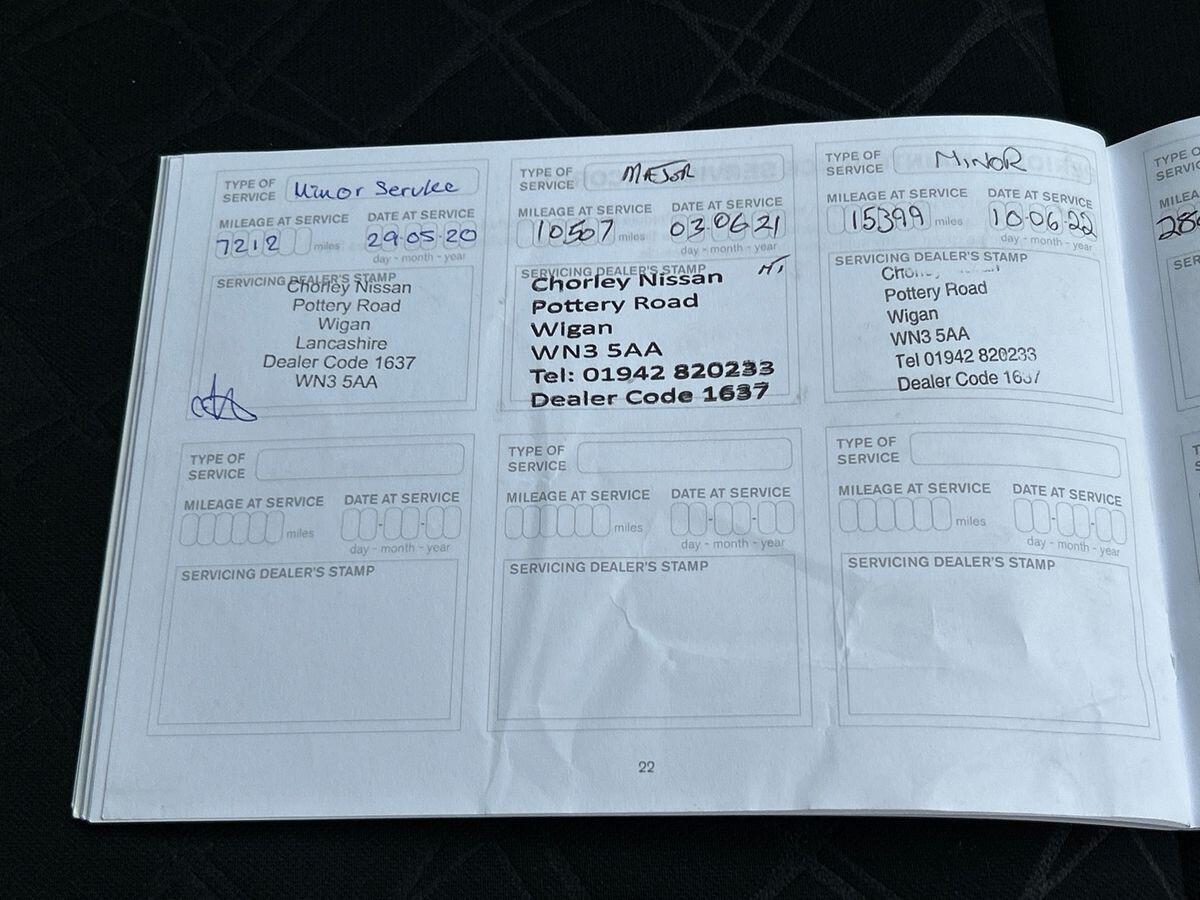 TYPE OF SERVICE Minor Service
MILEAGE AT SERVICE DATE AT SERVICE
7212 miles 29-05-20
day - month - year
SERVICING DEALER'S STAMP
Chorley Nissan
Pottery Road
Wigan
Lancashire
Dealer Code 1637
WN3 5AA
TYPE OF SERVICE MAJOR
MILEAGE AT SERVICE DATE AT SERVICE
10507 miles 03-06-21
day - month - year
SERVICING DEALER'S STAMP
Chorley Nissan
Pottery Road
Wigan
WN3 5AA
Tel: 01942 820233
Dealer Code 1637
TYPE OF SERVICE MINOR
MILEAGE AT SERVICE DATE AT SERVICE
15399 miles 10-06-22
day - month - year
SERVICING DEALER'S STAMP
Pottery Road
Wigan
WN3 5AA
Tel 01942 820233
Dealer Code 1637
TYPE OF SERVICE
MILEAGE AT SERVICE DATE AT SERVICE
miles
day - month - year
SERVICING DEALER'S STAMP
TYPE OF SERVICE
MILEAGE AT SERVICE DATE AT SERVICE
miles
day - month - year
SERVICING DEALER'S STAMP
TYPE OF SERVICE
MILEAGE AT SERVICE DATE AT SERVICE
miles
day - month - year
SERVICING DEALER'S STAMP
22